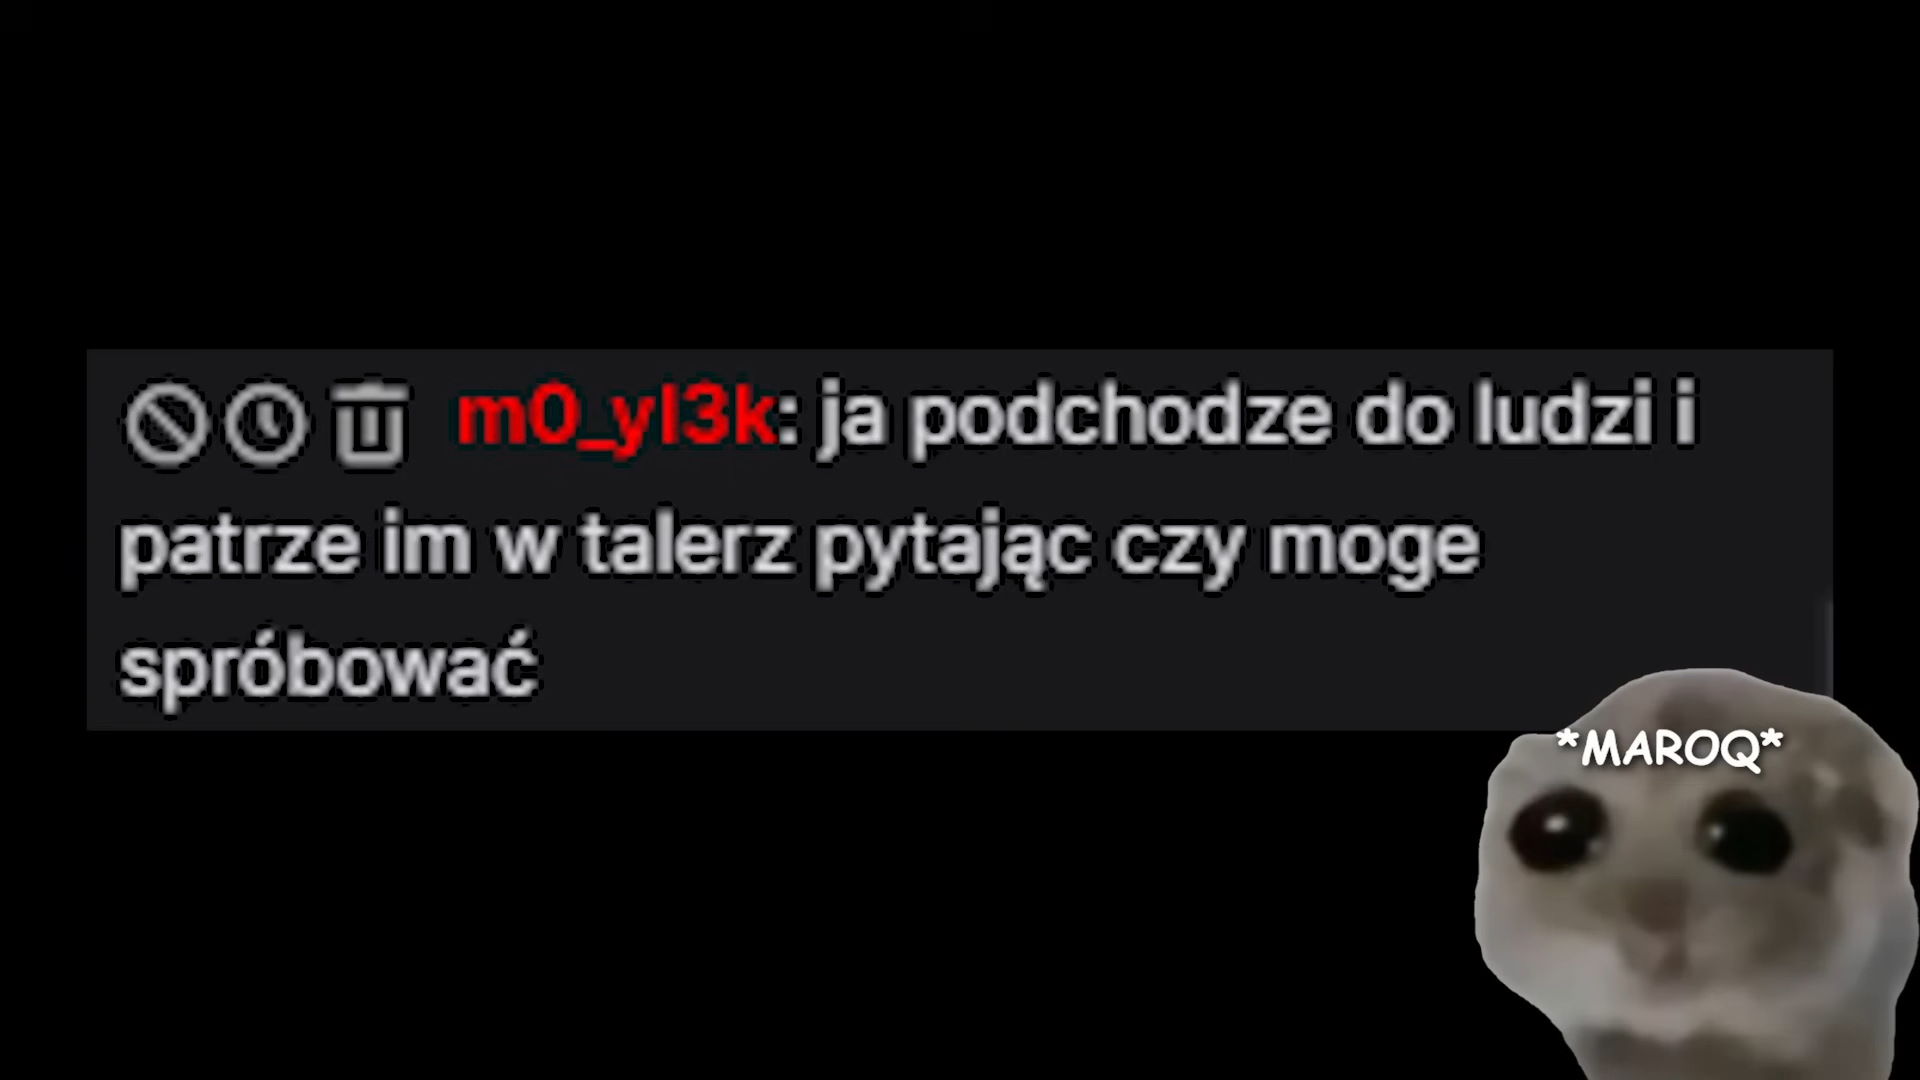 m0_yl3k: ja podchodze do ludzi i
patrze im w talerz pytając czy moge
spróbować
*MAROQ*